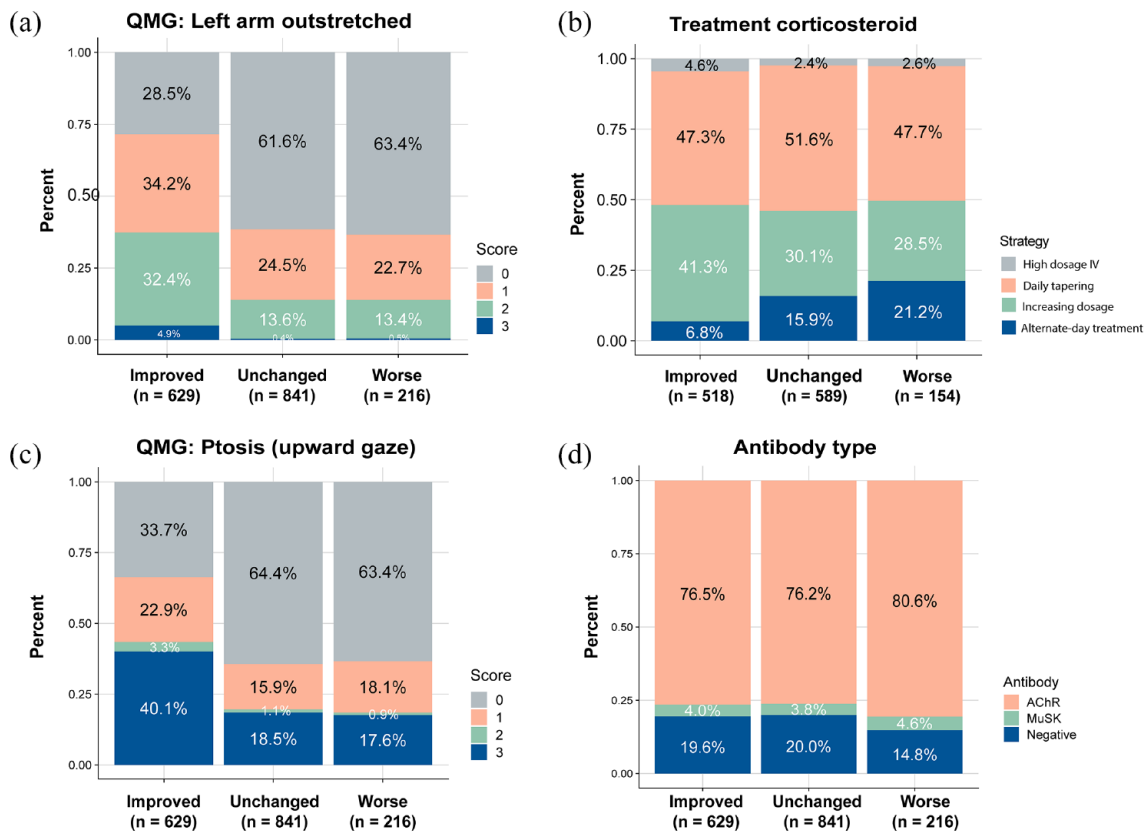 (a)
QMG: Left arm outstretched
Percent
1.00
0.75
0.50
0.25
0.00
28.5%
34.2%
32.4%
4.9%
61.6%
24.5%
13.6%
0.4%
63.4%
22.7%
13.4%
0.5%
Improved
(n = 629)
Unchanged
(n = 841)
Worse
(n = 216)
Score
0
1
2
3
(b)
Treatment corticosteroid
Percent
1.00
0.75
0.50
0.25
0.00
4.6%
47.3%
41.3%
6.8%
2.4%
51.6%
30.1%
15.9%
2.6%
47.7%
28.5%
21.2%
Improved
(n = 518)
Unchanged
(n = 589)
Worse
(n = 154)
Strategy
High dosage IV
Daily tapering
Increasing dosage
Alternate-day treatment
(c)
QMG: Ptosis (upward gaze)
Percent
1.00
0.75
0.50
0.25
0.00
33.7%
22.9%
3.3%
40.1%
64.4%
15.9%
1.1%
18.5%
63.4%
18.1%
0.9%
17.6%
Improved
(n = 629)
Unchanged
(n = 841)
Worse
(n = 216)
Score
0
1
2
3
(d)
Antibody type
Percent
1.00
0.75
0.50
0.25
0.00
76.5%
4.0%
19.6%
76.2%
3.8%
20.0%
80.6%
4.6%
14.8%
Improved
(n = 629)
Unchanged
(n = 841)
Worse
(n = 216)
Antibody
AChR
MuSK
Negative